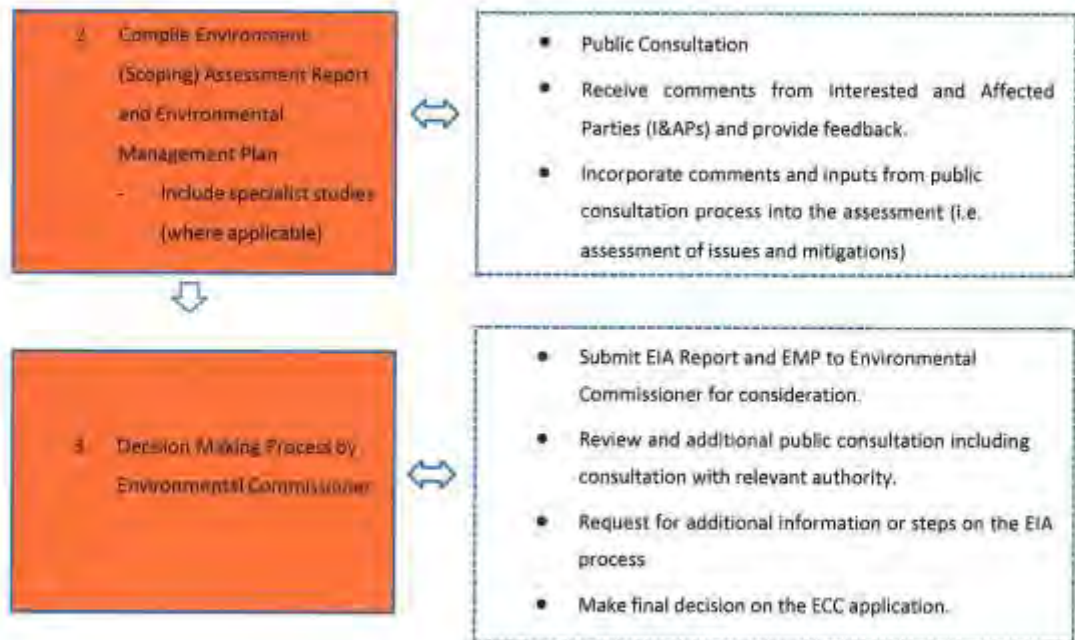 2. Compile Environment
(Scoping) Assessment Report
and Environmental
Management Plan
- Include specialist studies
(where applicable)
● Public Consultation
● Receive comments from Interested and Affected
Parties (I&APs) and provide feedback.
● Incorporate comments and inputs from public
consultation process into the assessment (i.e.
assessment of issues and mitigations)
3. Decision Making Process by
Environmental Commissioner
● Submit EIA Report and EMP to Environmental
Commissioner for consideration.
● Review and additional public consultation including
consultation with relevant authority.
● Request for additional information or steps on the EIA
process
● Make final decision on the ECC application.